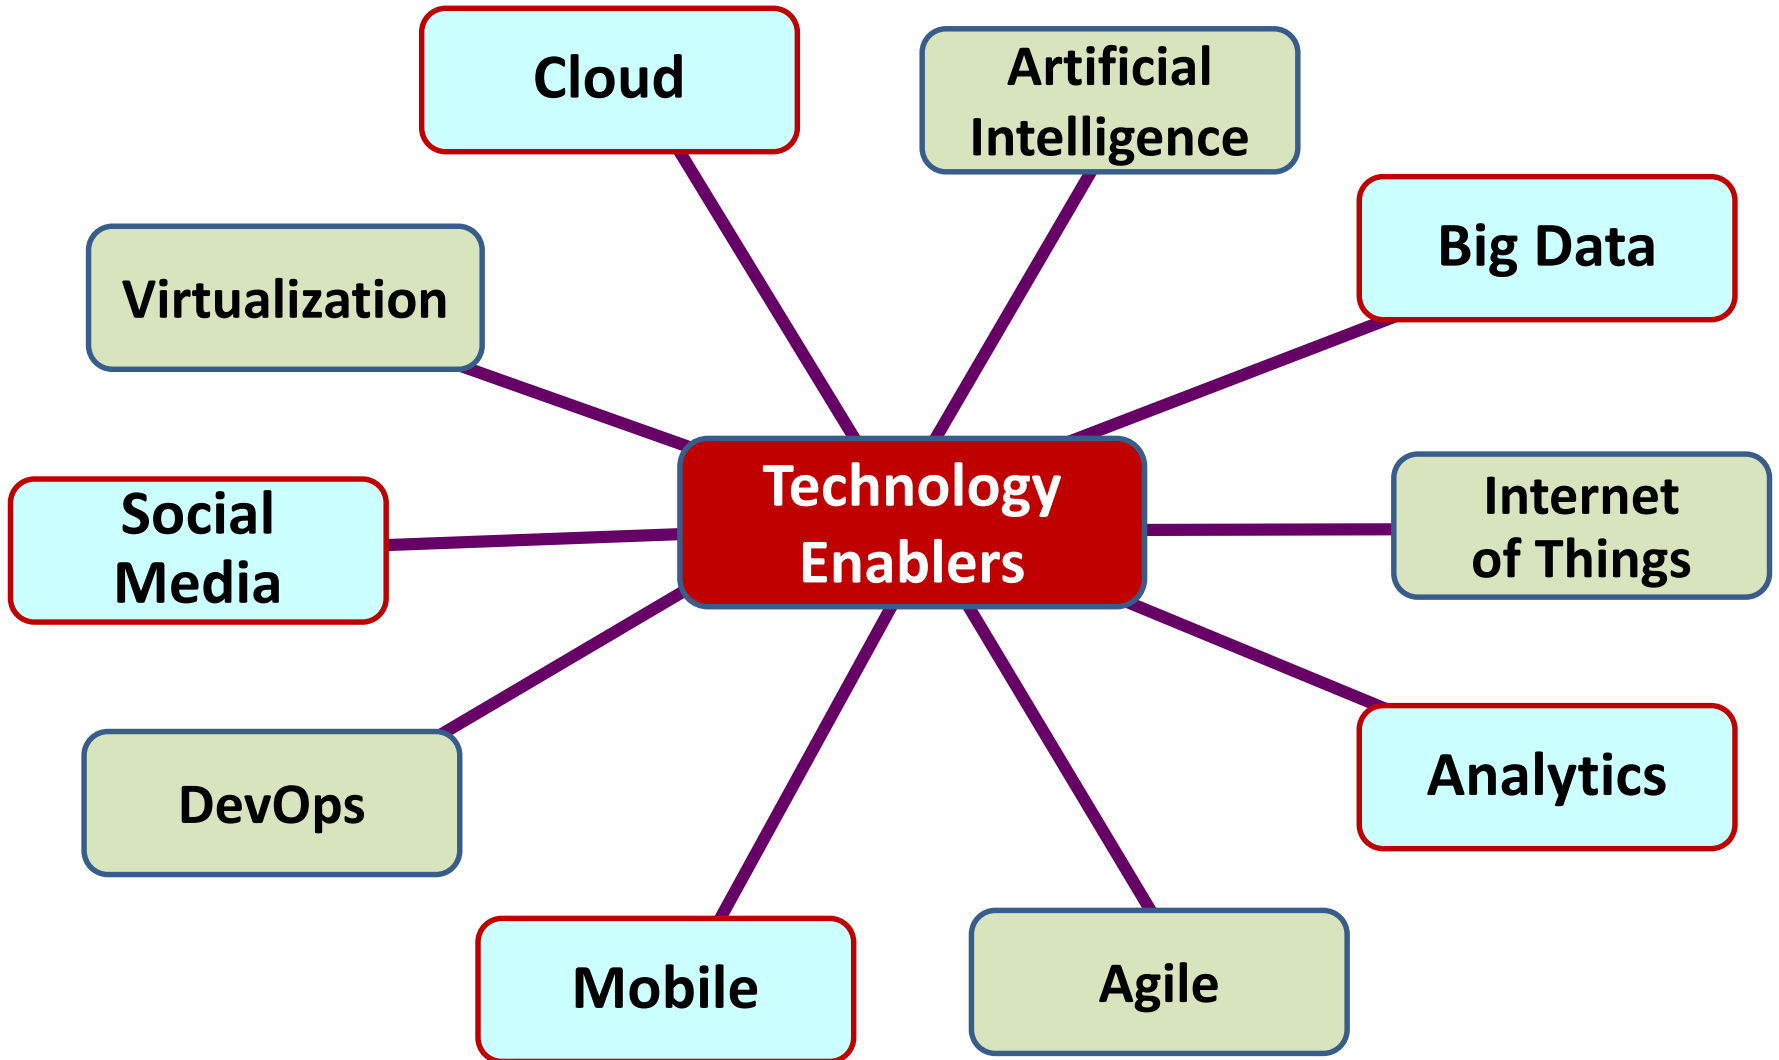 Cloud
Artificial
Intelligence
Big Data
Virtualization
Technology
Enablers
Social
Media
Internet
of Things
DevOps
Analytics
Mobile
Agile